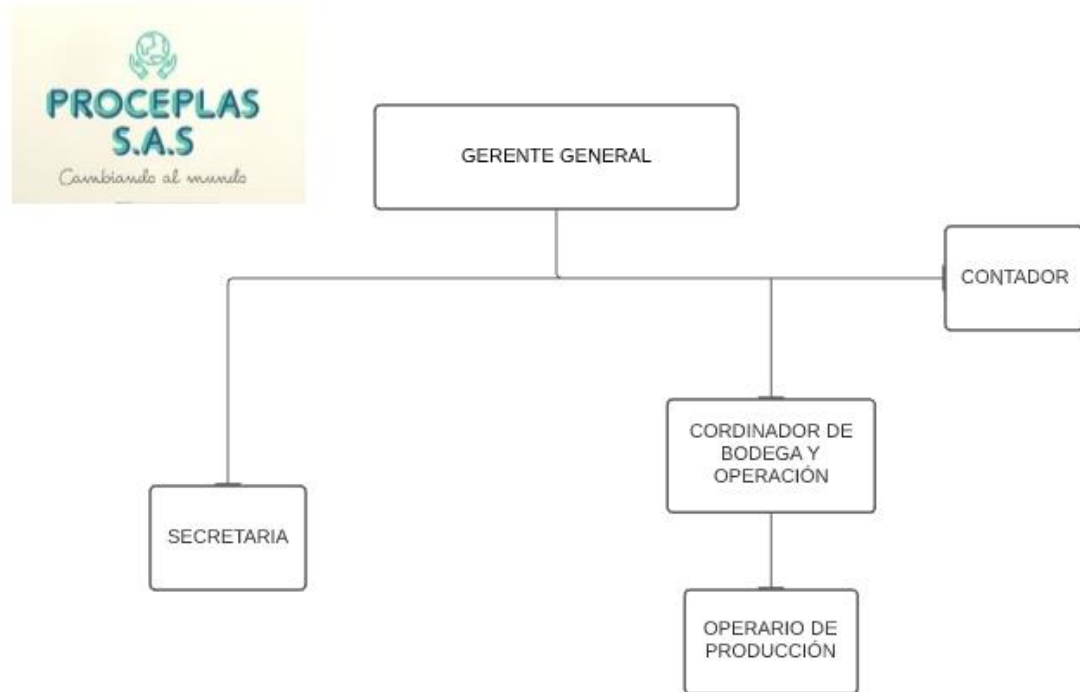 PROCEPLAS
S.A.S
Cambiando al mundo
GERENTE GENERAL
CONTADOR
CORDINADOR DE
BODEGA Y
OPERACIÓN
SECRETARIA
OPERARIO DE
PRODUCCIÓN